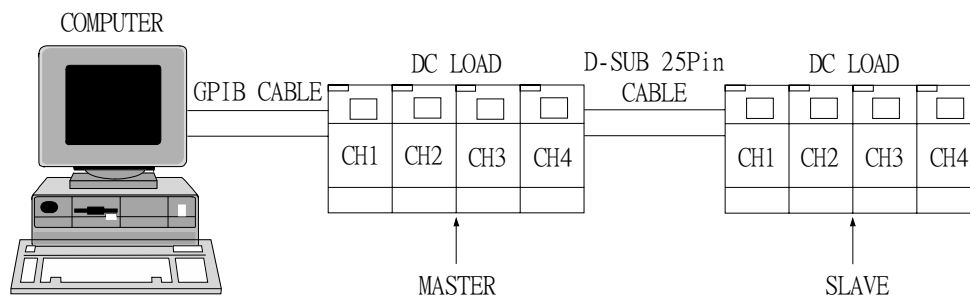 COMPUTER
GPIB CABLE
DC LOAD
CH1 CH2 CH3 CH4
MASTER
D-SUB 25Pin
CABLE
DC LOAD
CH1 CH2 CH3 CH4
SLAVE